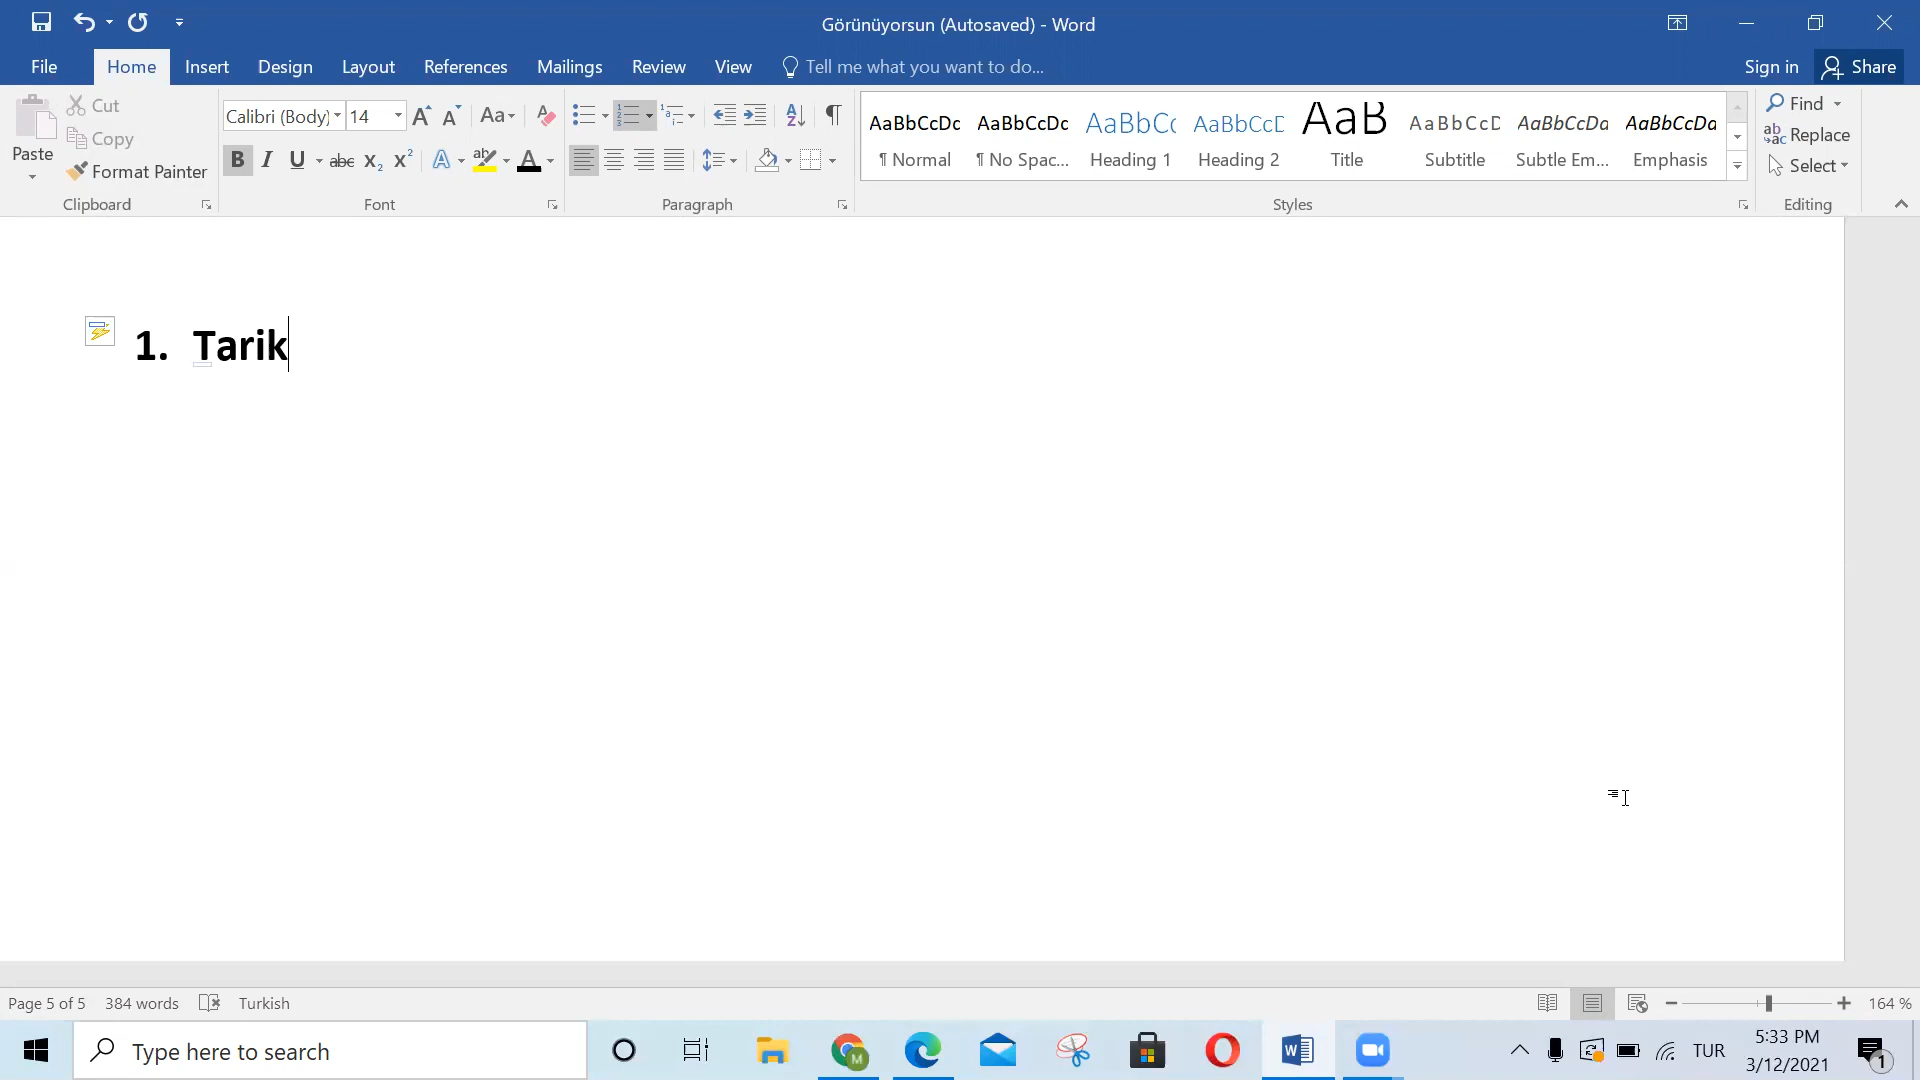 Görünüyorsun (Autosaved) - Word
File Home Insert Design Layout References Mailings Review View Tell me what you want to do... Sign in Share
Paste
Cut
Copy
Format Painter
Clipboard
Calibri (Body) 14
Font
Paragraph
AaBbCcDc AaBbCcDc AaBbCc AaBbCcD AaB AaBbCcD AaBbCcDa AaBbCcDa
¶ Normal ¶ No Spac... Heading 1 Heading 2 Title Subtitle Subtle Em... Emphasis
Styles
Find
Replace
Select
Editing
1. Tarik
Page 5 of 5 384 words Turkish 164 %
Type here to search
TUR
5:33 PM
3/12/2021
1